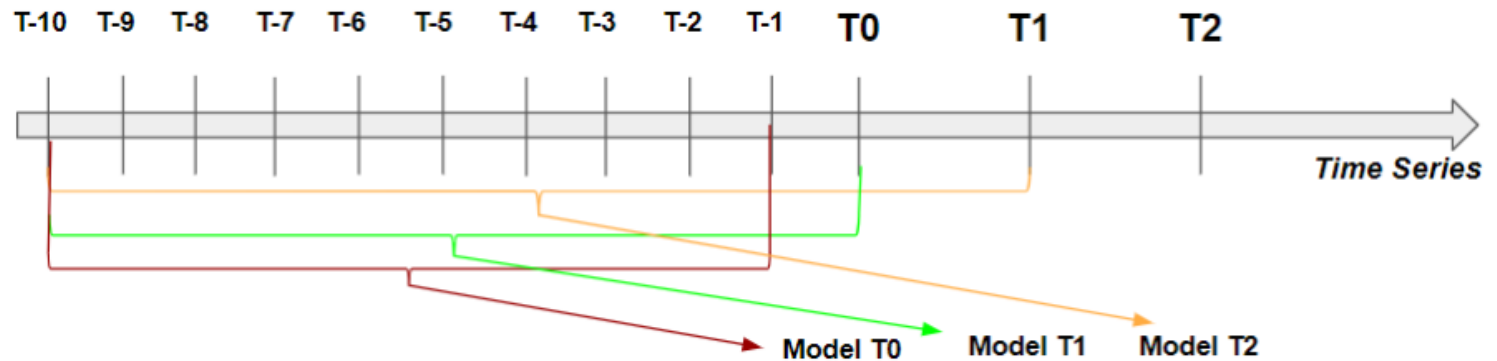 T-10 T-9 T-8 T-7 T-6 T-5 T-4 T-3 T-2 T-1 T0 T1 T2
Time Series
Model T0 Model T1 Model T2